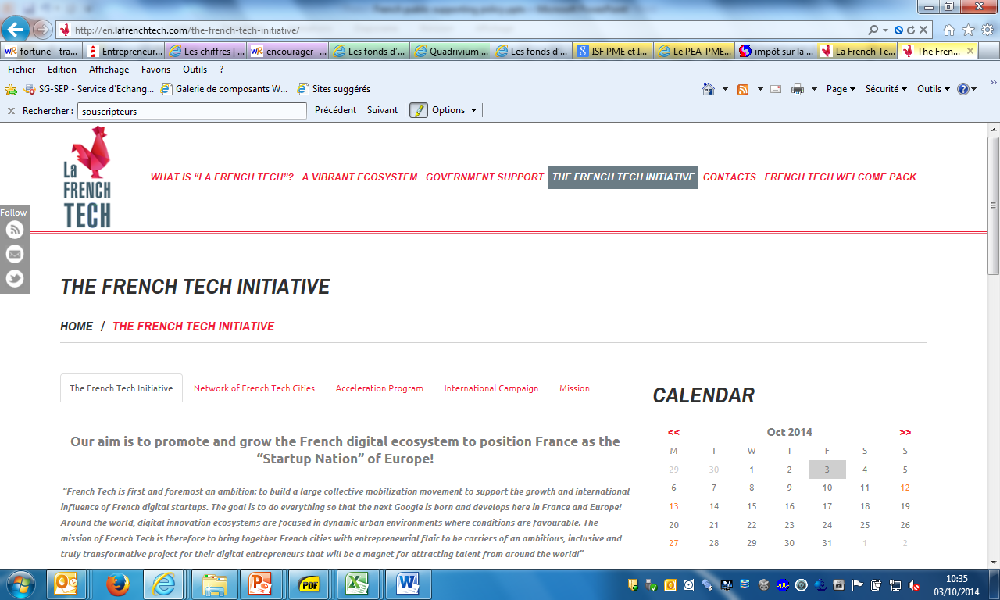 French public supporting policy.pptx - Microsoft PowerPoint
http://en.lafrenchtech.com/the-french-tech-initiative/
fortune - tra...
Entrepreneur...
Les chiffres | ...
encourager - ...
Les fonds d'...
Quadrivium ...
Les fonds d'...
ISF PME et I...
Le PEA-PME...
impôt sur la ...
La French Te...
The Fren...
Fichier Edition Affichage Favoris Outils ?
SG-SEP - Service d'Echang... Galerie de composants W... Sites suggérés
Page Sécurité Outils
Rechercher : souscripteurs Précédent Suivant Options
La
FRENCH
TECH
WHAT IS “LA FRENCH TECH”? A VIBRANT ECOSYSTEM GOVERNMENT SUPPORT THE FRENCH TECH INITIATIVE CONTACTS FRENCH TECH WELCOME PACK
Follow
THE FRENCH TECH INITIATIVE
HOME / THE FRENCH TECH INITIATIVE
The French Tech Initiative Network of French Tech Cities Acceleration Program International Campaign Mission
Our aim is to promote and grow the French digital ecosystem to position France as the
“Startup Nation” of Europe!
“French Tech is first and foremost an ambition: to build a large collective mobilization movement to support the growth and international
influence of French digital startups. The goal is to do everything so that the next Google is born and develops here in France and Europe!
Around the world, digital innovation ecosystems are focused in dynamic urban environments where conditions are favourable. The
mission of French Tech is therefore to bring together French cities with entrepreneurial flair to be carriers of an ambitious, inclusive and
truly transformative project for their digital entrepreneurs that will be a magnet for attracting talent from around the world!”
CALENDAR
<< Oct 2014 >>
M T W T F S S
29 30 1 2 3 4 5
6 7 8 9 10 11 12
13 14 15 16 17 18 19
20 21 22 23 24 25 26
27 28 29 30 31 1 2
PDF
10:35
03/10/2014